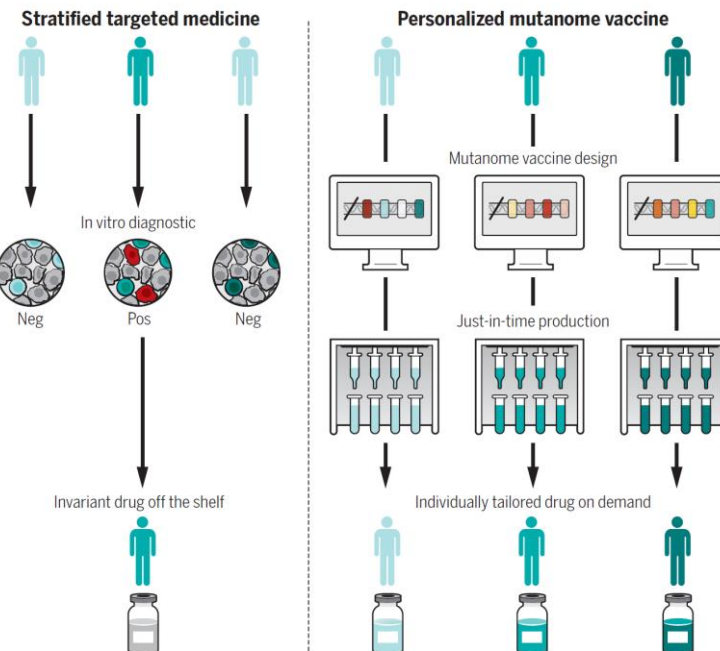 Stratified targeted medicine
In vitro diagnostic
Neg
Pos
Neg
Invariant drug off the shelf
Personalized mutanome vaccine
Mutanome vaccine design
Just-in-time production
Individually tailored drug on demand